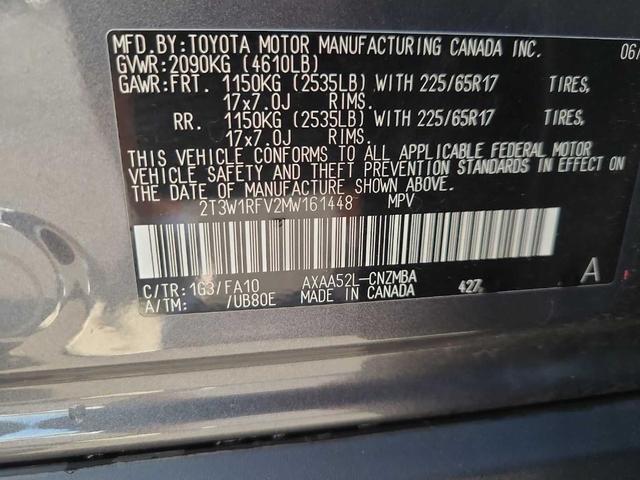 MFD.BY:TOYOTA MOTOR MANUFACTURING CANADA INC. 06/
GVWR:2090KG (4610LB)
GAWR:FRT. 1150KG (2535LB) WITH 225/65R17 TIRES,
17x7.0J RIMS.
RR. 1150KG (2535LB) WITH 225/65R17 TIRES,
17x7.0J RIMS.
THIS VEHICLE CONFORMS TO ALL APPLICABLE FEDERAL MOTOR
VEHICLE SAFETY AND THEFT PREVENTION STANDARDS IN EFFECT ON
THE DATE OF MANUFACTURE SHOWN ABOVE.
2T3W1RFV2MW161448 MPV
C/TR:1G3/FA10 AXAA52L-CNZMBA 427 A
A/TM: /UB80E MADE IN CANADA